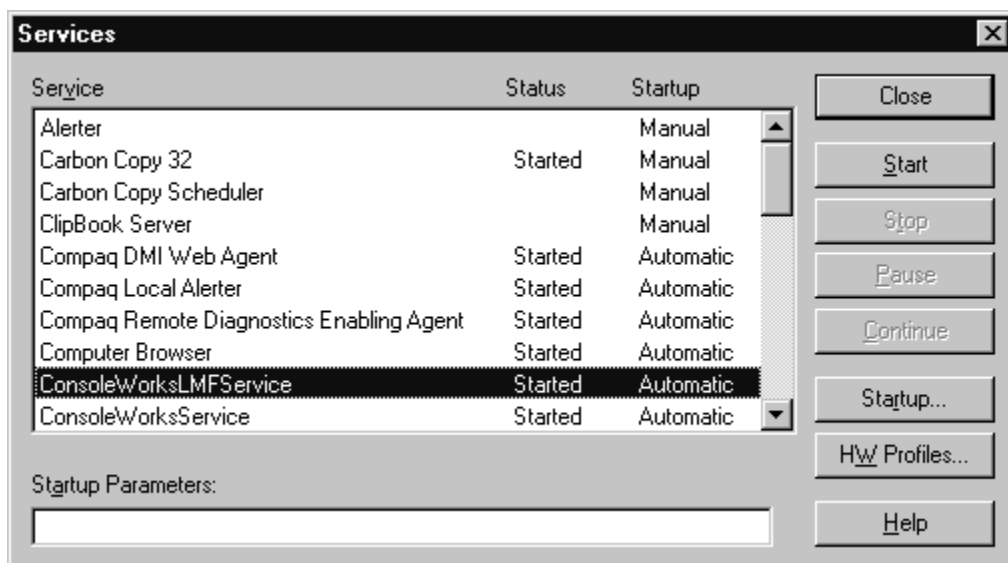 Services
Service Status Startup
Alerter Manual
Carbon Copy 32 Started Manual
Carbon Copy Scheduler Manual
ClipBook Server Manual
Compaq DMI Web Agent Started Automatic
Compaq Local Alerter Started Automatic
Compaq Remote Diagnostics Enabling Agent Started Automatic
Computer Browser Started Automatic
ConsoleWorksLMFService Started Automatic
ConsoleWorksService Started Automatic
Startup Parameters:
Close
Start
Stop
Pause
Continue
Startup...
HW Profiles...
Help